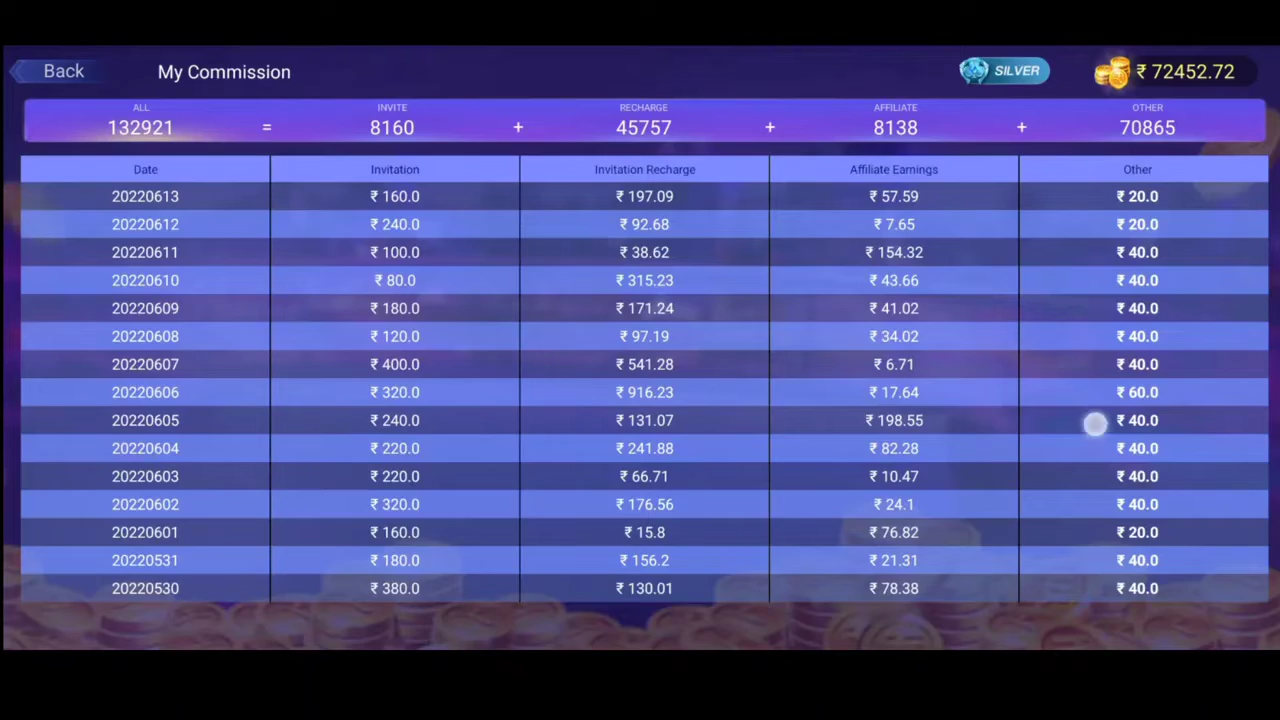 Back My Commission SILVER ₹ 72452.72
ALL INVITE RECHARGE AFFILIATE OTHER
132921 = 8160 + 45757 + 8138 + 70865
Date Invitation Invitation Recharge Affiliate Earnings Other
20220613 ₹ 160.0 ₹ 197.09 ₹ 57.59 ₹ 20.0
20220612 ₹ 240.0 ₹ 92.68 ₹ 7.65 ₹ 20.0
20220611 ₹ 100.0 ₹ 38.62 ₹ 154.32 ₹ 40.0
20220610 ₹ 80.0 ₹ 315.23 ₹ 43.66 ₹ 40.0
20220609 ₹ 180.0 ₹ 171.24 ₹ 41.02 ₹ 40.0
20220608 ₹ 120.0 ₹ 97.19 ₹ 34.02 ₹ 40.0
20220607 ₹ 400.0 ₹ 541.28 ₹ 6.71 ₹ 40.0
20220606 ₹ 320.0 ₹ 916.23 ₹ 17.64 ₹ 60.0
20220605 ₹ 240.0 ₹ 131.07 ₹ 198.55 ₹ 40.0
20220604 ₹ 220.0 ₹ 241.88 ₹ 82.28 ₹ 40.0
20220603 ₹ 220.0 ₹ 66.71 ₹ 10.47 ₹ 40.0
20220602 ₹ 320.0 ₹ 176.56 ₹ 24.1 ₹ 40.0
20220601 ₹ 160.0 ₹ 15.8 ₹ 76.82 ₹ 20.0
20220531 ₹ 180.0 ₹ 156.2 ₹ 21.31 ₹ 40.0
20220530 ₹ 380.0 ₹ 130.01 ₹ 78.38 ₹ 40.0